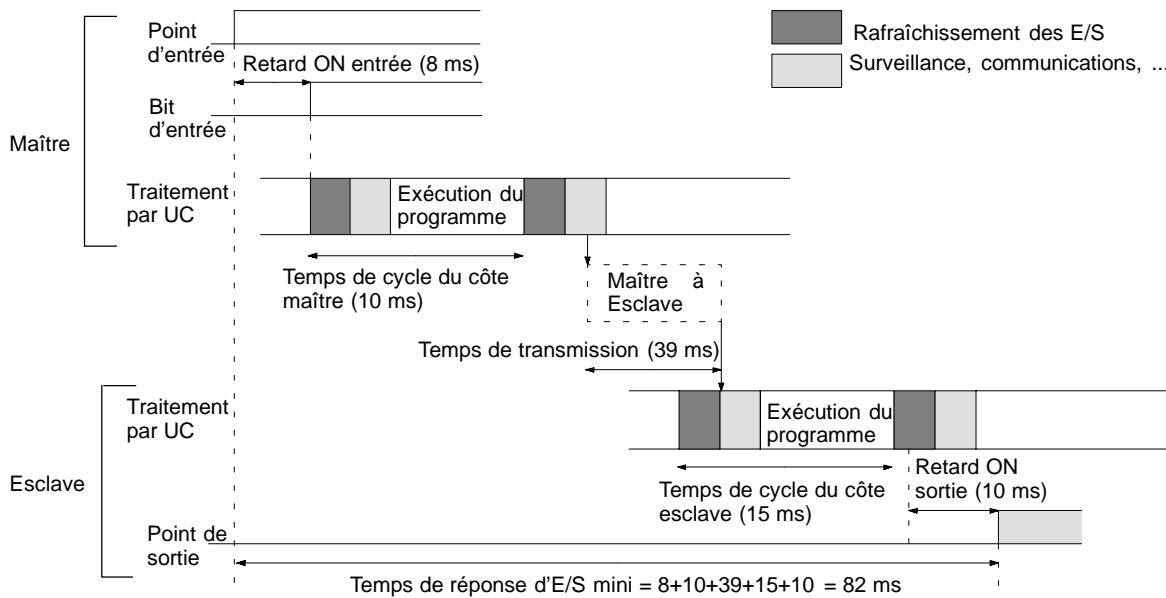 Point
d'entrée
Rafraîchissement des E/S
Retard ON entrée (8 ms)
Surveillance, communications, ...
Bit
d'entrée
Maître
Traitement
par UC
Exécution du
programme
Temps de cycle du côte
maître (10 ms)
Maître à
Esclave
Temps de transmission (39 ms)
Traitement
par UC
Exécution du
programme
Esclave
Temps de cycle du côte
esclave (15 ms)
Retard ON
sortie (10 ms)
Point de
sortie
Temps de réponse d'E/S mini = 8+10+39+15+10 = 82 ms